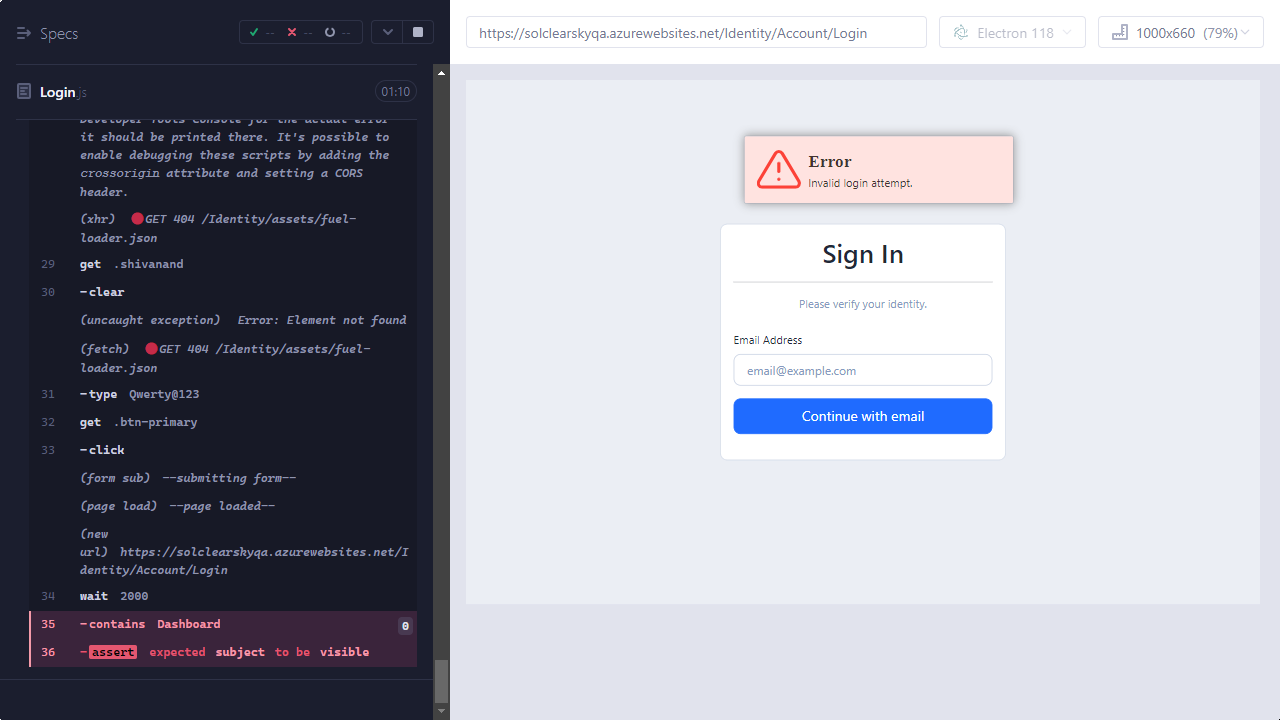 Specs
-- -- --
Login.js
01:10
Developer Tools Console for the actual error
it should be printed there. It's possible to
enable debugging these scripts by adding the
crossorigin attribute and setting a CORS
header.
(xhr) GET 404 /Identity/assets/fuel-
loader.json
29 get .shivanand
30 -clear
(uncaught exception) Error: Element not found
(fetch) GET 404 /Identity/assets/fuel-
loader.json
31 -type Qwerty@123
32 get .btn-primary
33 -click
(form sub) --submitting form--
(page load) --page loaded--
(new
url) https://solclearskyqa.azurewebsites.net/I
dentity/Account/Login
34 wait 2000
35 -contains Dashboard 0
36 -assert expected subject to be visible
https://solclearskyqa.azurewebsites.net/Identity/Account/Login
Electron 118
1000x660 (79%)
Error
Invalid login attempt.
Sign In
Please verify your identity.
Email Address
email@example.com
Continue with email